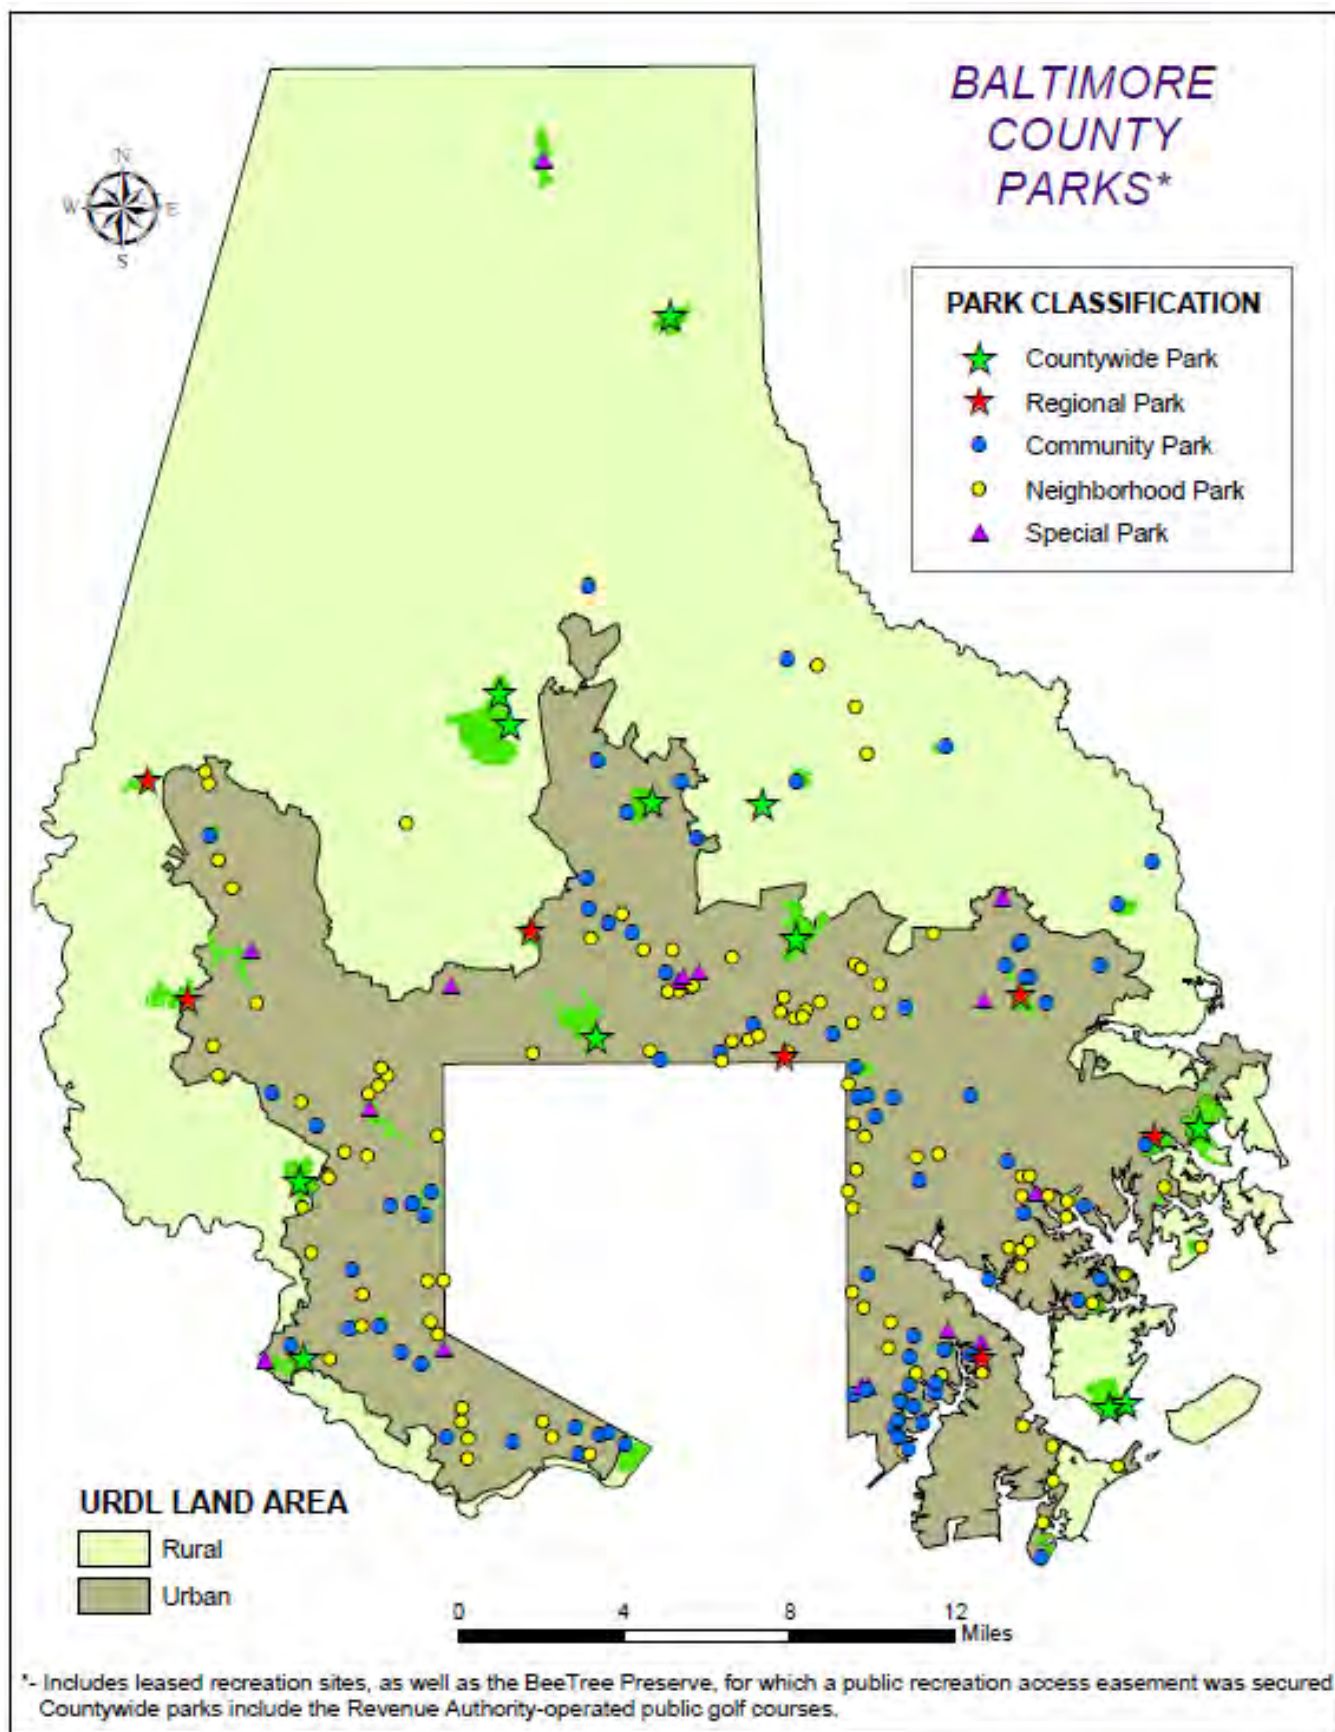 BALTIMORE
COUNTY
PARKS*
N
W
E
S
PARK CLASSIFICATION
Countywide Park
Regional Park
Community Park
Neighborhood Park
Special Park
URDL LAND AREA
Rural
Urban
0 4 8 12
Miles
*- Includes leased recreation sites, as well as the BeeTree Preserve, for which a public recreation access easement was secured
Countywide parks include the Revenue Authority-operated public golf courses.